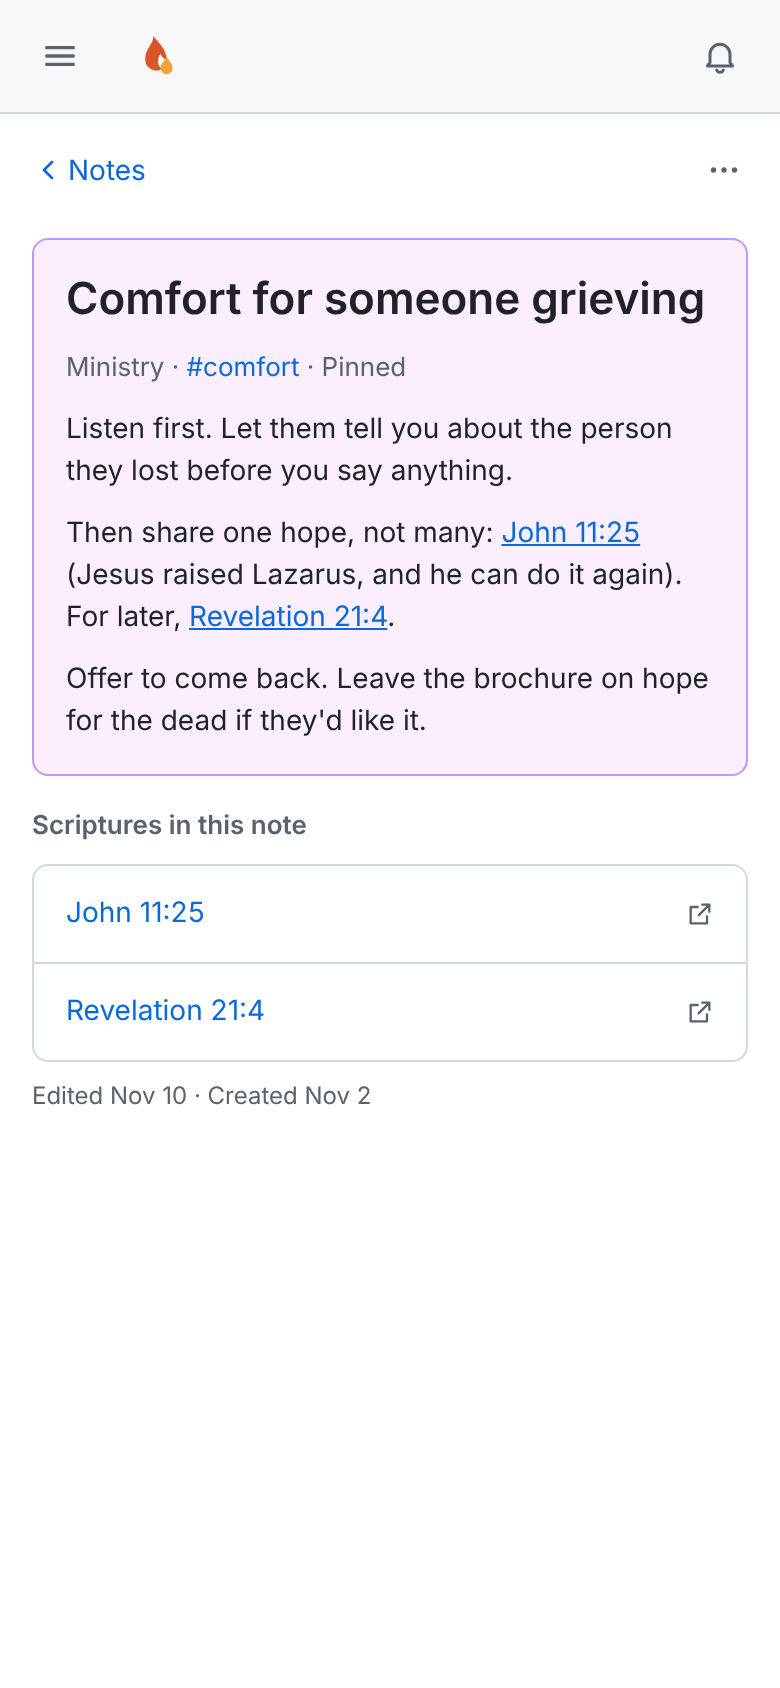 Notes
Comfort for someone grieving
Ministry · #comfort · Pinned
Listen first. Let them tell you about the person
they lost before you say anything.
Then share one hope, not many: John 11:25
(Jesus raised Lazarus, and he can do it again).
For later, Revelation 21:4.
Offer to come back. Leave the brochure on hope
for the dead if they'd like it.
Scriptures in this note
John 11:25
Revelation 21:4
Edited Nov 10 · Created Nov 2